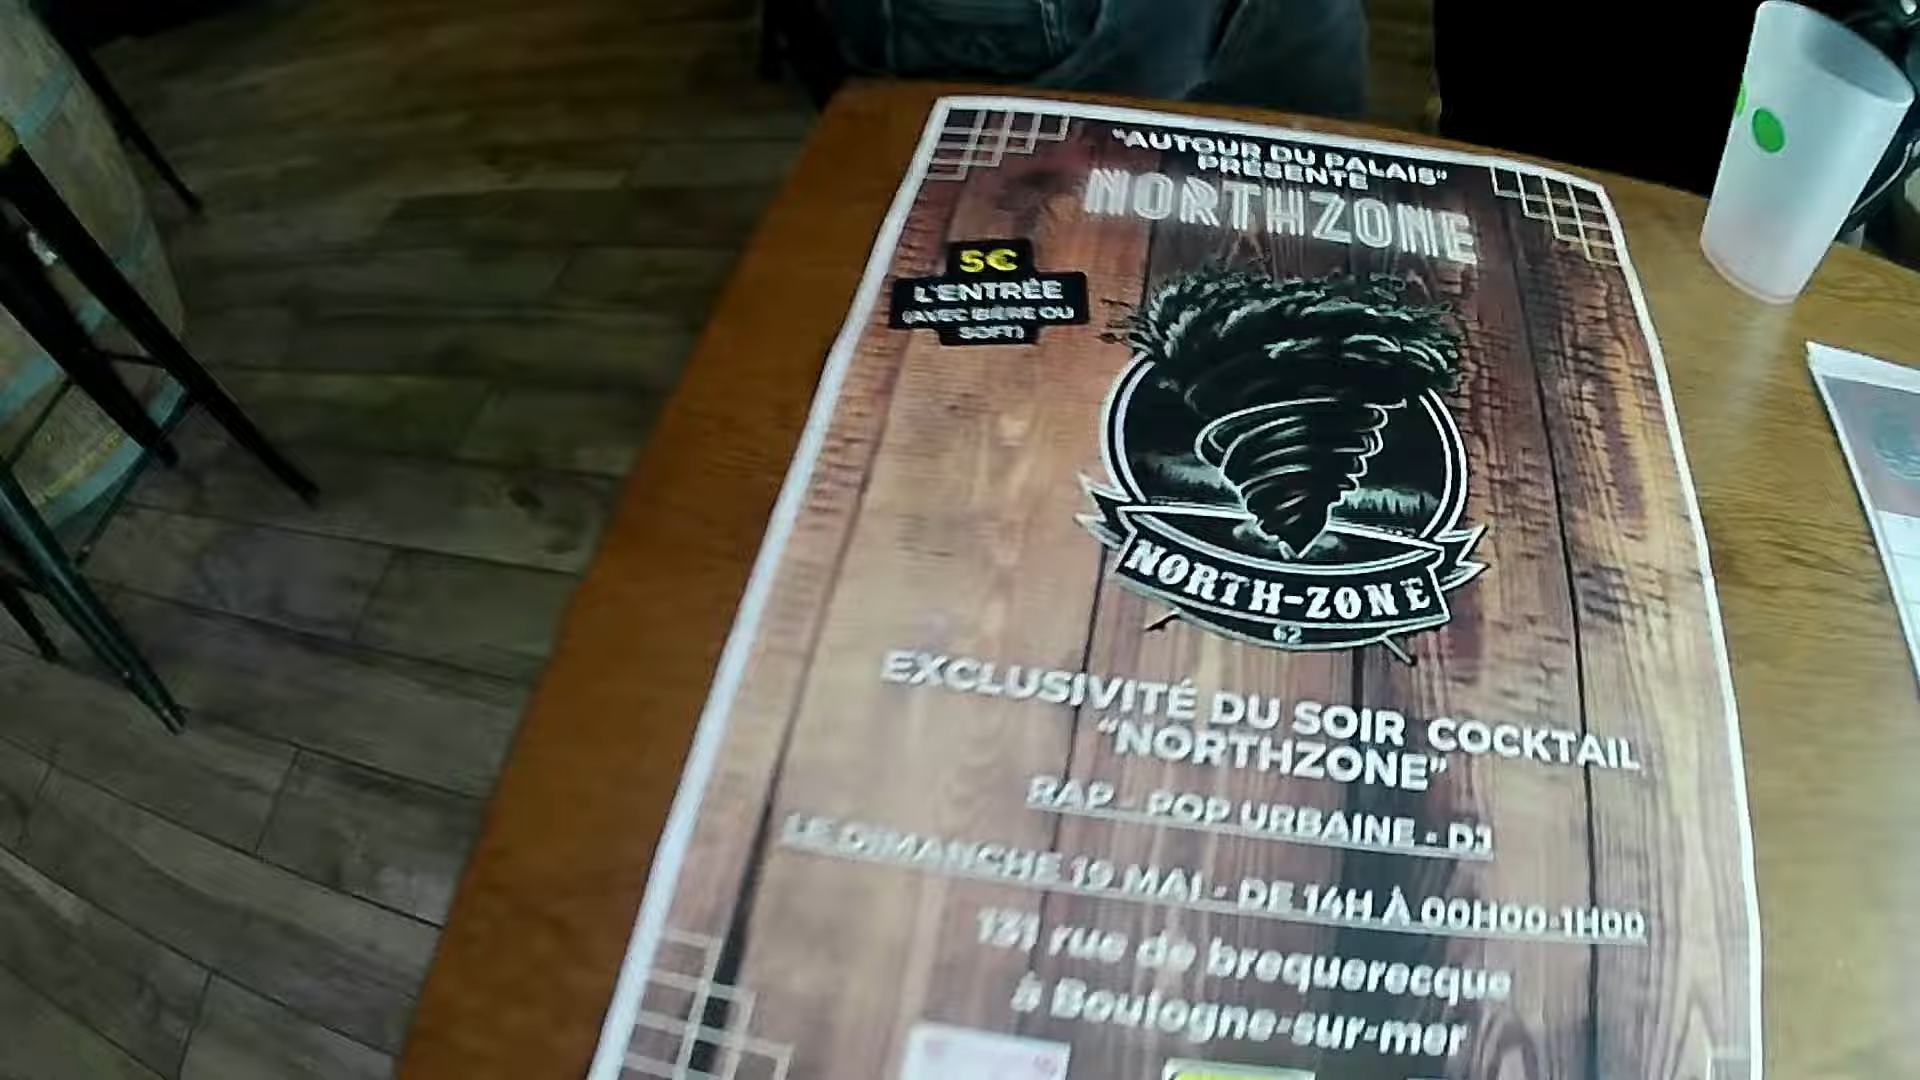 "AUTOUR DU PALAIS"
PRÉSENTE
NORTHZONE
5€
L'ENTRÉE
(AVEC BIÈRE OU
SOFT)
NORTH-ZONE
62
EXCLUSIVITÉ DU SOIR COCKTAIL
"NORTHZONE"
RAP - POP URBAINE - DJ
LE DIMANCHE 19 MAI - DE 14H À 00H00-1H00
131 rue de brequerecque
à Boulogne-sur-mer